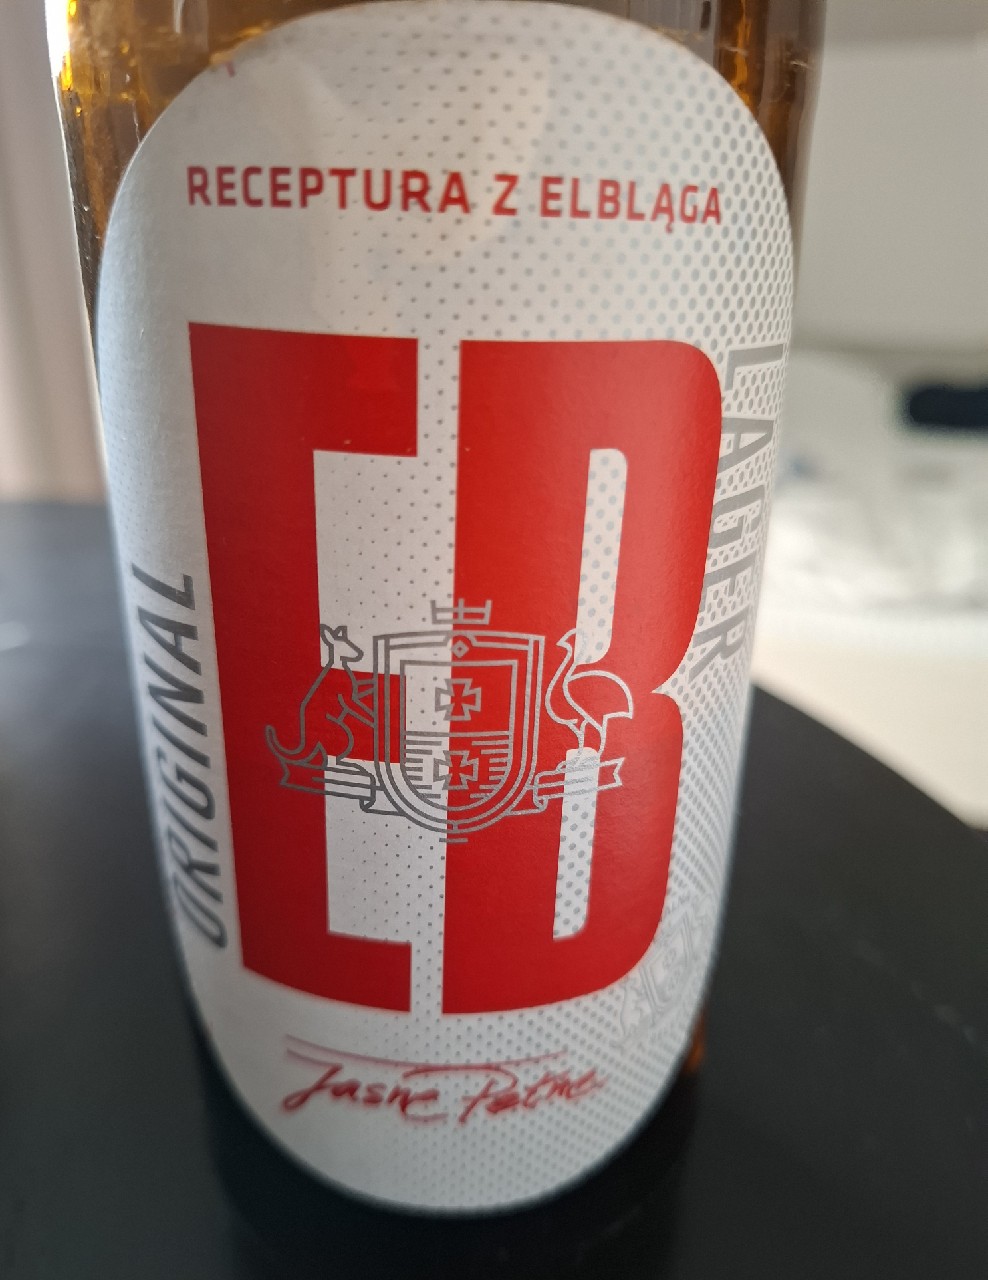 RECEPTURA Z ELBLĄGA
EB
ORIGINAL
LAGER
Jasne Pełne